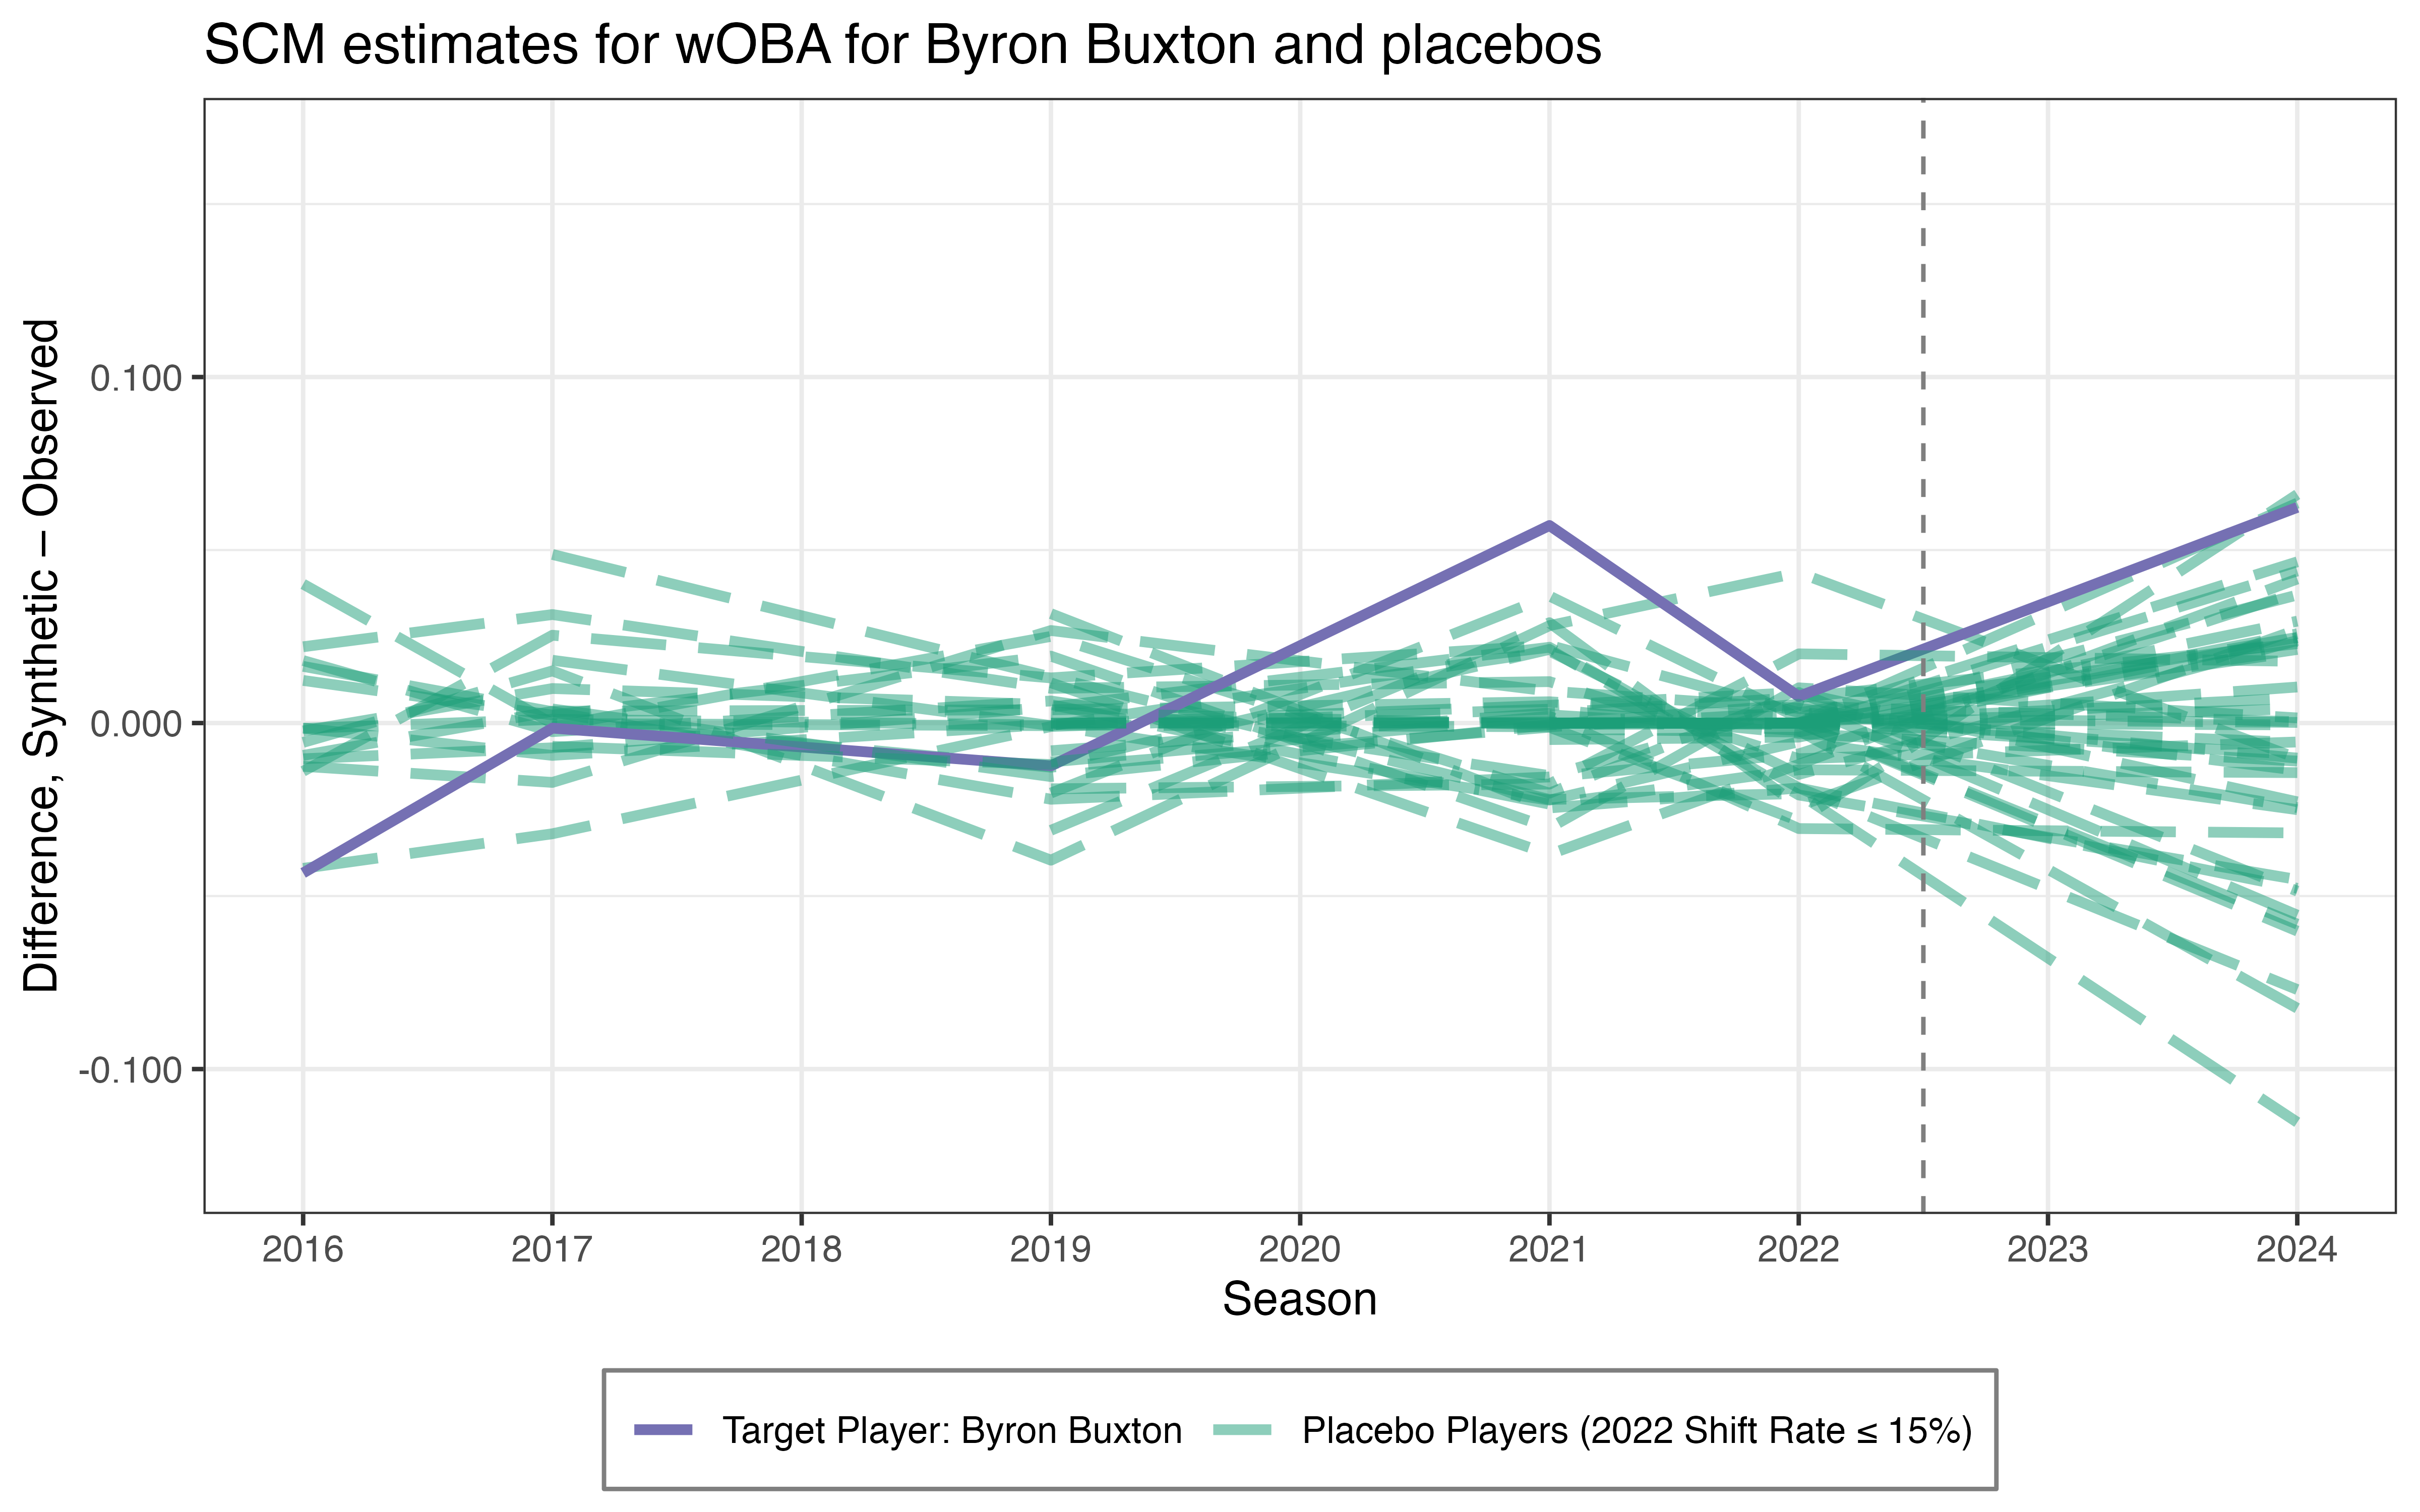 SCM estimates for wOBA for Byron Buxton and placebos
Difference, Synthetic − Observed
0.100
0.000
-0.100
2016 2017 2018 2019 2020 2021 2022 2023 2024
Season
Target Player: Byron Buxton Placebo Players (2022 Shift Rate ≤ 15%)